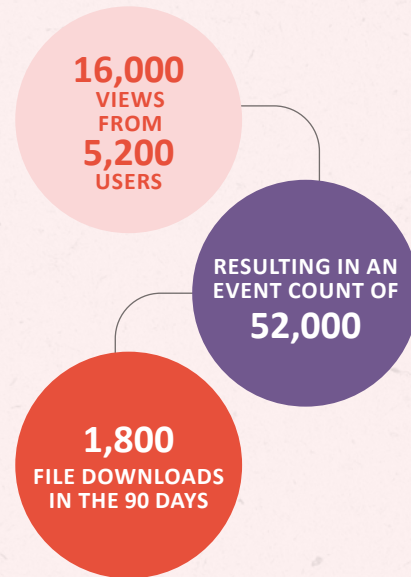 16,000
VIEWS
FROM
5,200
USERS
RESULTING IN AN
EVENT COUNT OF
52,000
1,800
FILE DOWNLOADS
IN THE 90 DAYS